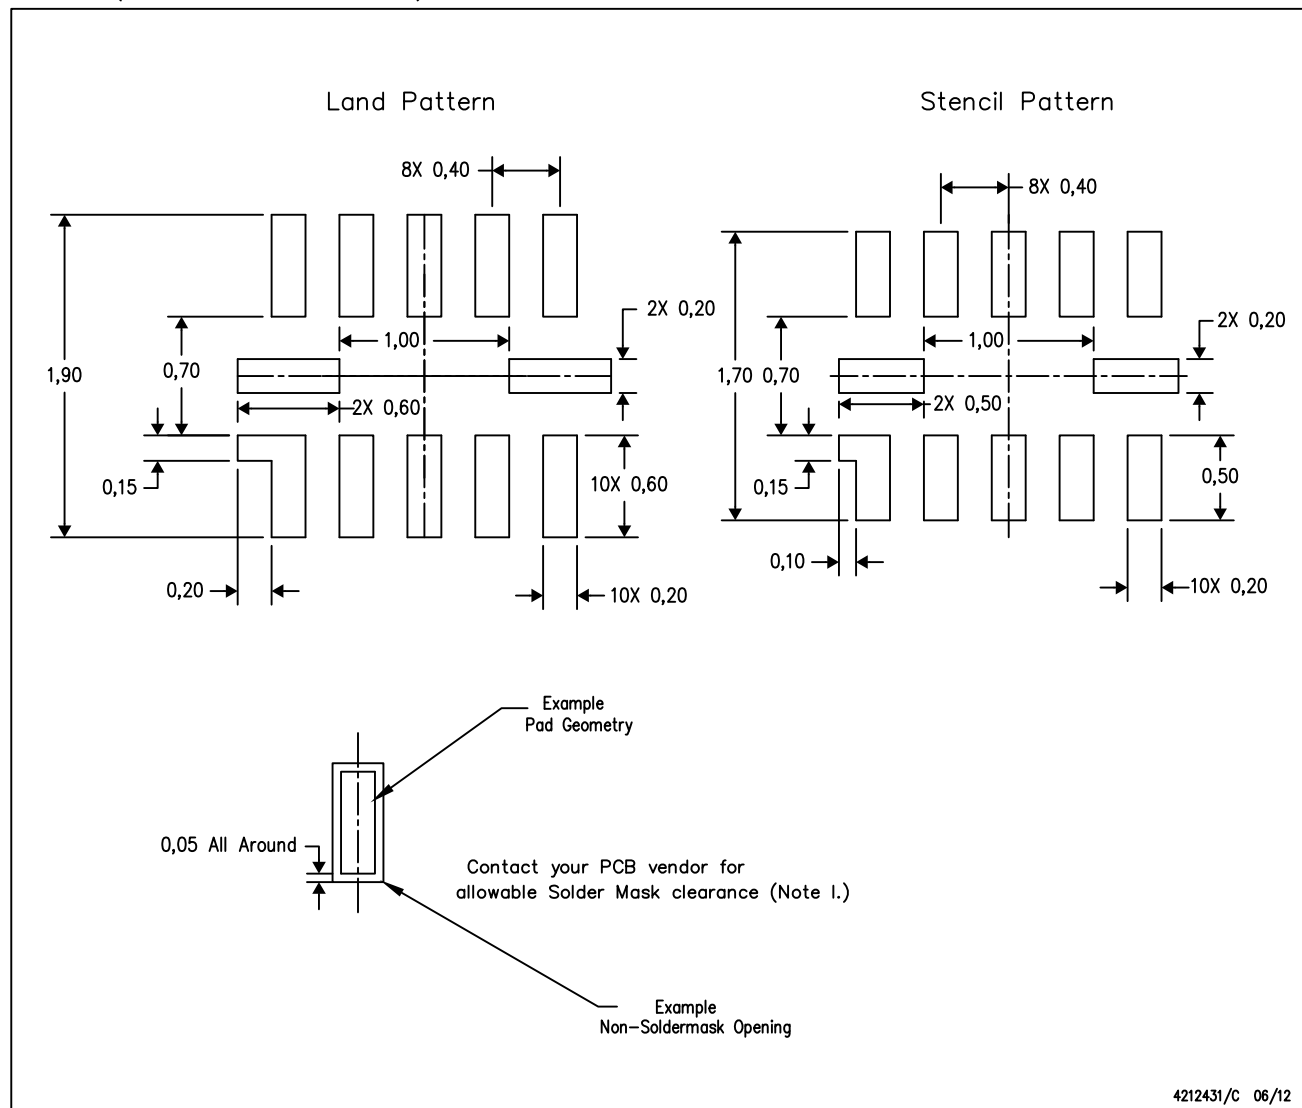 Land Pattern
Stencil Pattern
8X 0,40
8X 0,40
2X 0,20
2X 0,20
1,00
1,00
1,90
0,70
1,70
0,70
2X 0,60
2X 0,50
0,15
10X 0,60
0,15
0,50
0,20
10X 0,20
0,10
10X 0,20
Example
Pad Geometry
0,05 All Around
Contact your PCB vendor for
allowable Solder Mask clearance (Note I.)
Example
Non-Soldermask Opening
4212431/C 06/12